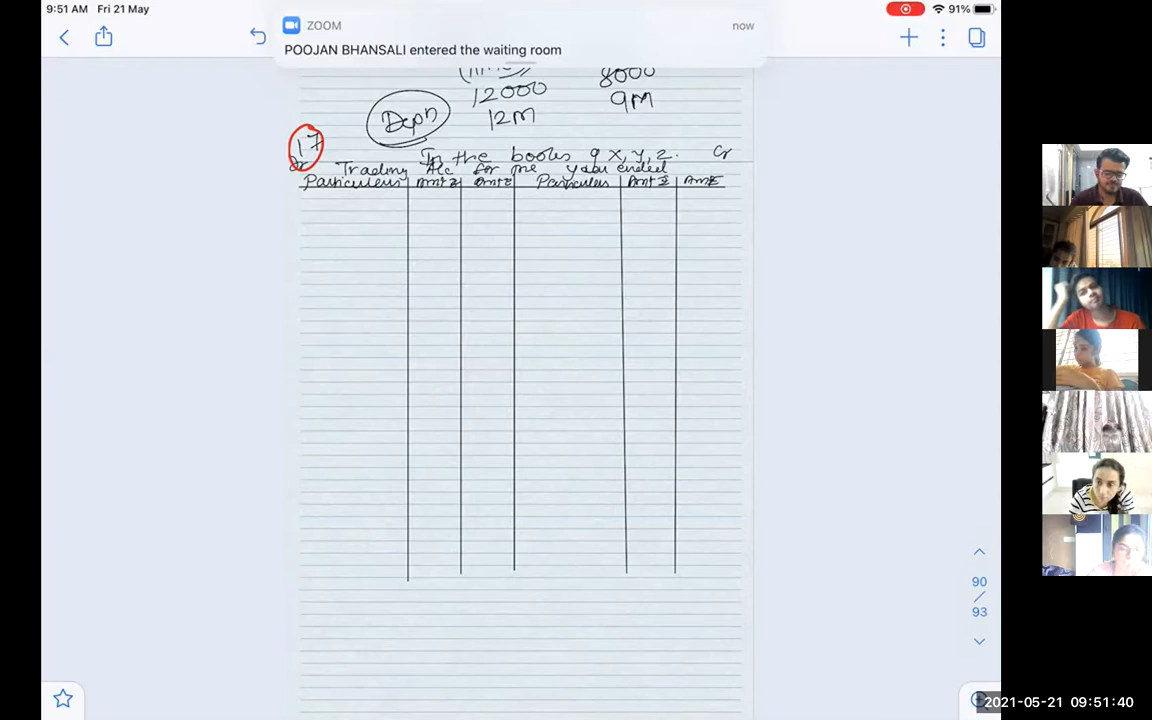 9:51 AM Fri 21 May
91%
ZOOM
now
POOJAN BHANSALI entered the waiting room
8000
12000
9M
Depn
12M
17
In the books of X, Y, Z. Cr
Dr Trading A/c for the year ended
Particulars Amt ₹ Amt ₹ Particulars Amt ₹ Amt ₹
90
/
93
2021-05-21 09:51:40